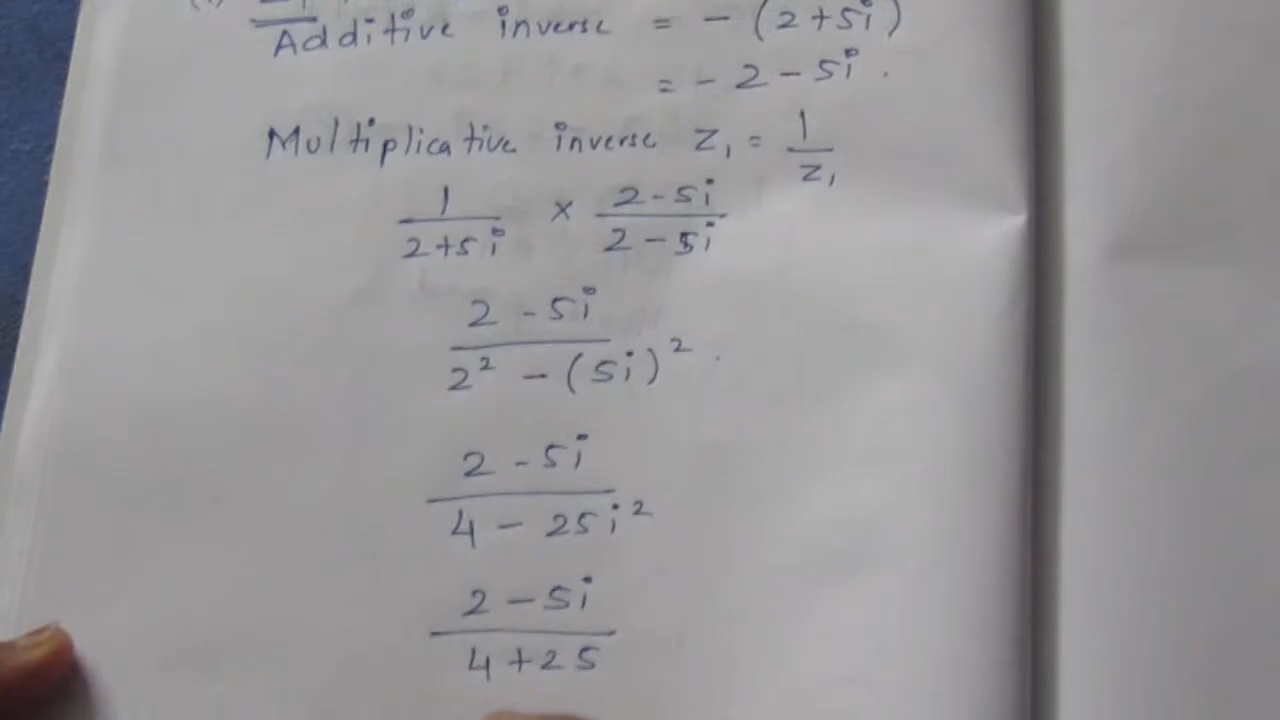 Additive inverse = - (2+5i)
= - 2 - 5i .
Multiplicative inverse z₁ = 1/z₁
1/(2+5i) × (2-5i)/(2-5i)
(2-5i)/(2² - (5i)²) .
(2-5i)/(4 - 25i²)
(2-5i)/(4+25)